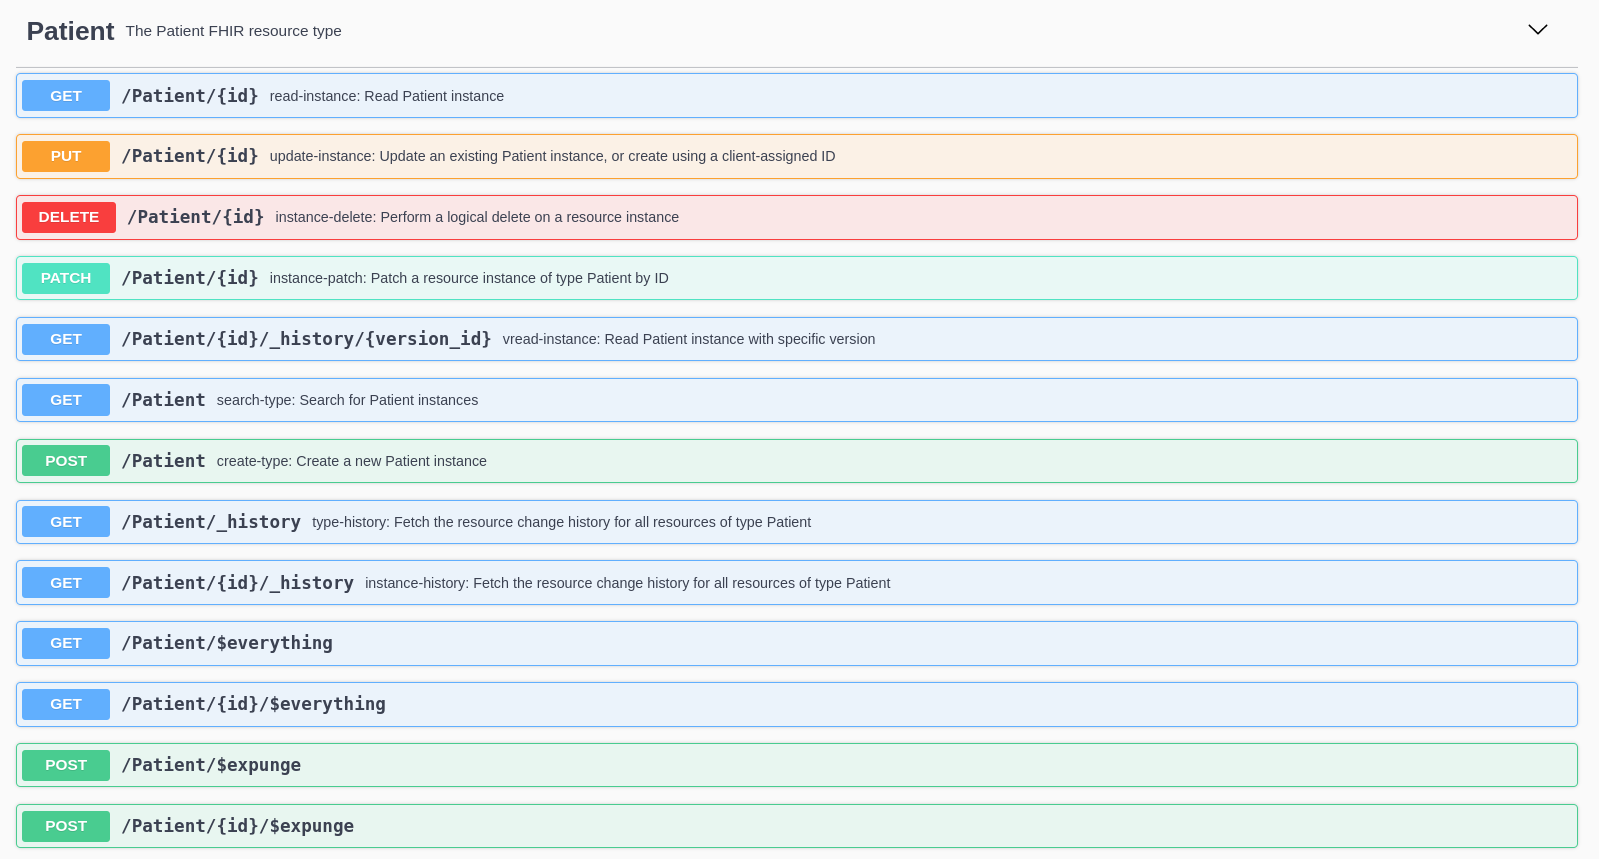 Patient The Patient FHIR resource type
GET /Patient/{id} read-instance: Read Patient instance
PUT /Patient/{id} update-instance: Update an existing Patient instance, or create using a client-assigned ID
DELETE /Patient/{id} instance-delete: Perform a logical delete on a resource instance
PATCH /Patient/{id} instance-patch: Patch a resource instance of type Patient by ID
GET /Patient/{id}/_history/{version_id} vread-instance: Read Patient instance with specific version
GET /Patient search-type: Search for Patient instances
POST /Patient create-type: Create a new Patient instance
GET /Patient/_history type-history: Fetch the resource change history for all resources of type Patient
GET /Patient/{id}/_history instance-history: Fetch the resource change history for all resources of type Patient
GET /Patient/$everything
GET /Patient/{id}/$everything
POST /Patient/$expunge
POST /Patient/{id}/$expunge